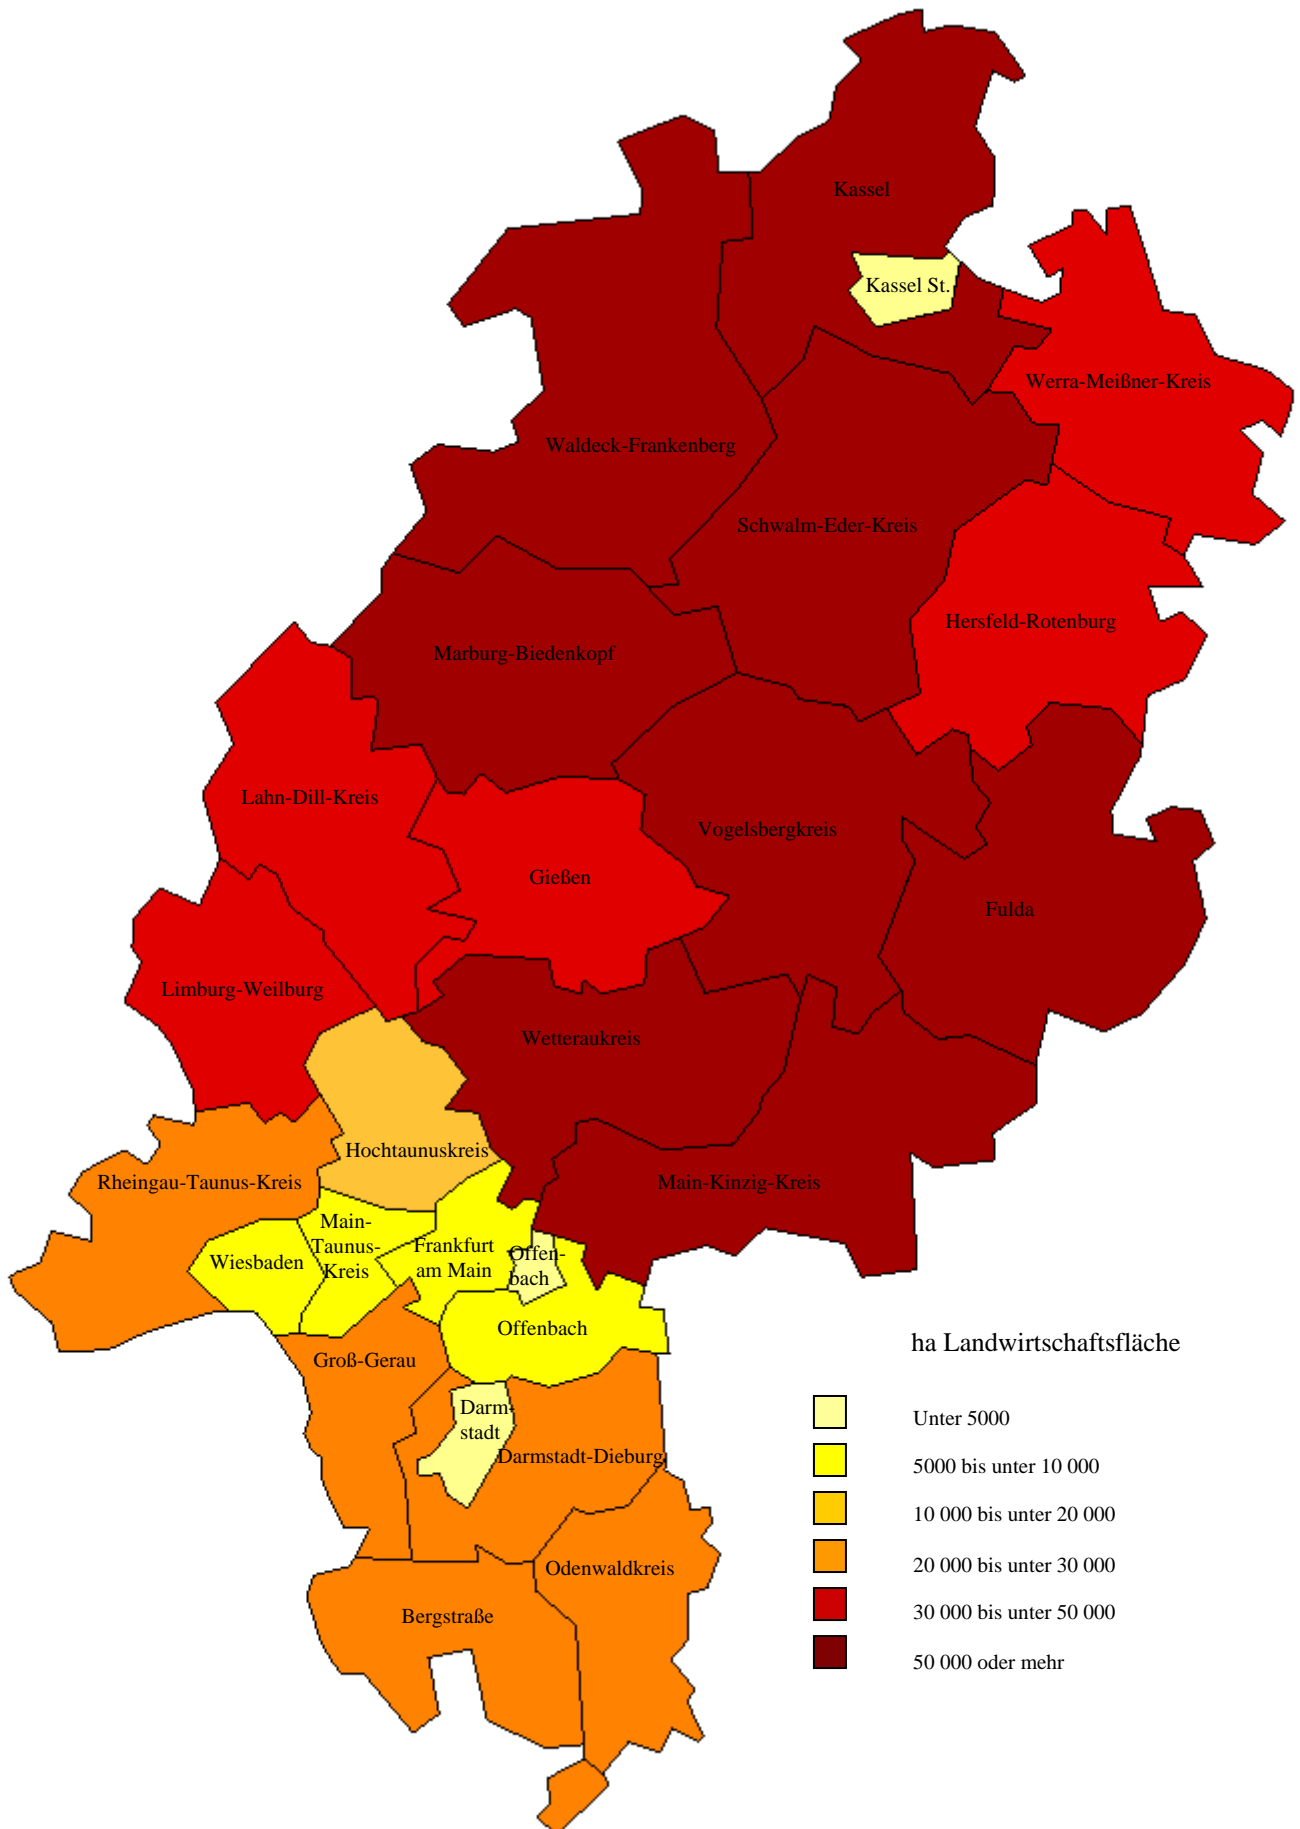 Kassel
Kassel St.
Werra-Meißner-Kreis
Waldeck-Frankenberg
Schwalm-Eder-Kreis
Hersfeld-Rotenburg
Marburg-Biedenkopf
Lahn-Dill-Kreis
Vogelsbergkreis
Gießen
Fulda
Limburg-Weilburg
Wetteraukreis
Hochtaunuskreis
Rheingau-Taunus-Kreis
Main-Kinzig-Kreis
Main-
Taunus-
Kreis
Wiesbaden
Frankfurt
am Main
Offen-
bach
Offenbach
Groß-Gerau
Darm-
stadt
Darmstadt-Dieburg
Odenwaldkreis
Bergstraße
ha Landwirtschaftsfläche
Unter 5000
5000 bis unter 10 000
10 000 bis unter 20 000
20 000 bis unter 30 000
30 000 bis unter 50 000
50 000 oder mehr